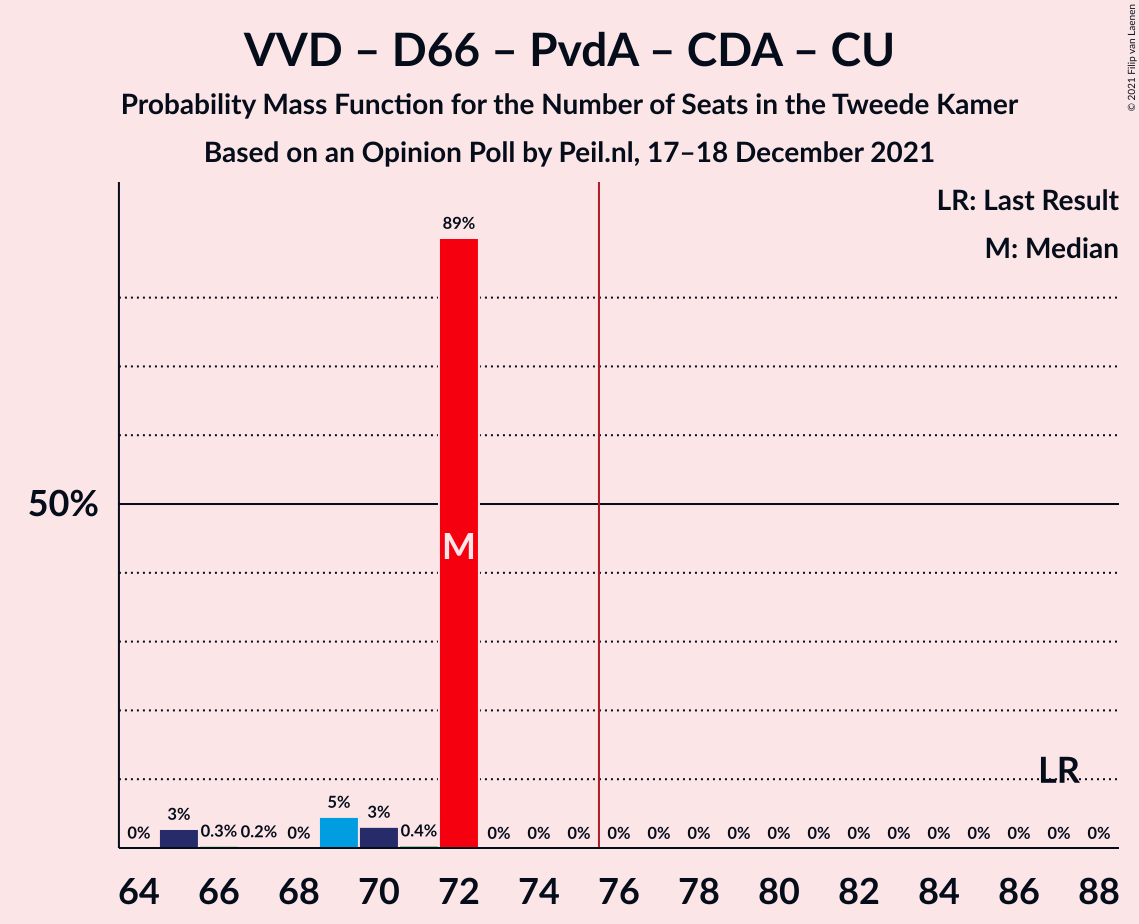 VVD – D66 – PvdA – CDA – CU
Probability Mass Function for the Number of Seats in the Tweede Kamer
Based on an Opinion Poll by Peil.nl, 17–18 December 2021
© 2021 Filip van Laenen
LR: Last Result
M: Median
89%
50%
M
LR
0% 3% 0.3% 0.2% 0% 5% 3% 0.4% 0% 0% 0% 0% 0% 0% 0% 0% 0% 0% 0% 0% 0% 0% 0% 0%
64 66 68 70 72 74 76 78 80 82 84 86 88